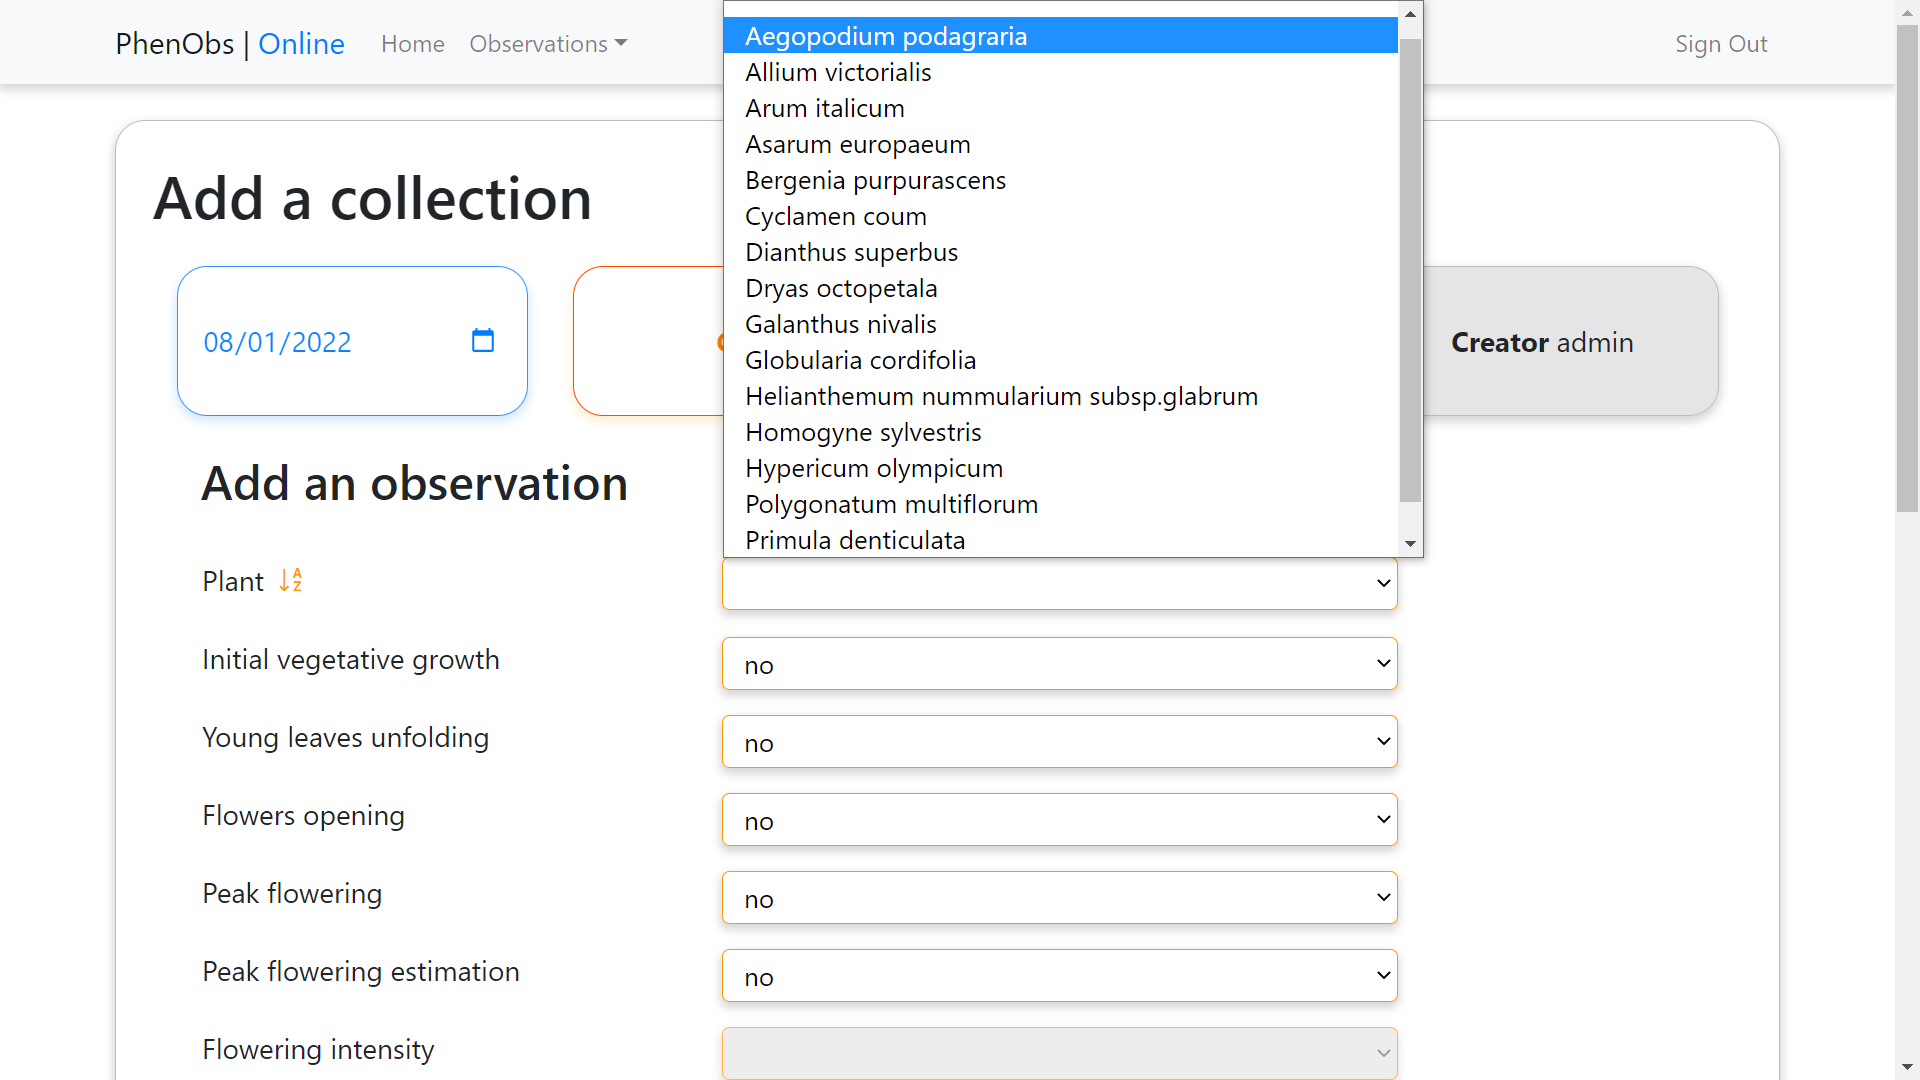 PhenObs | Online Home Observations Sign Out
Aegopodium podagraria
Allium victorialis
Arum italicum
Asarum europaeum
Bergenia purpurascens
Cyclamen coum
Dianthus superbus
Dryas octopetala
Galanthus nivalis
Globularia cordifolia
Helianthemum nummularium subsp.glabrum
Homogyne sylvestris
Hypericum olympicum
Polygonatum multiflorum
Primula denticulata
Add a collection
08/01/2022
Creator admin
Add an observation
Plant
Initial vegetative growth no
Young leaves unfolding no
Flowers opening no
Peak flowering no
Peak flowering estimation no
Flowering intensity